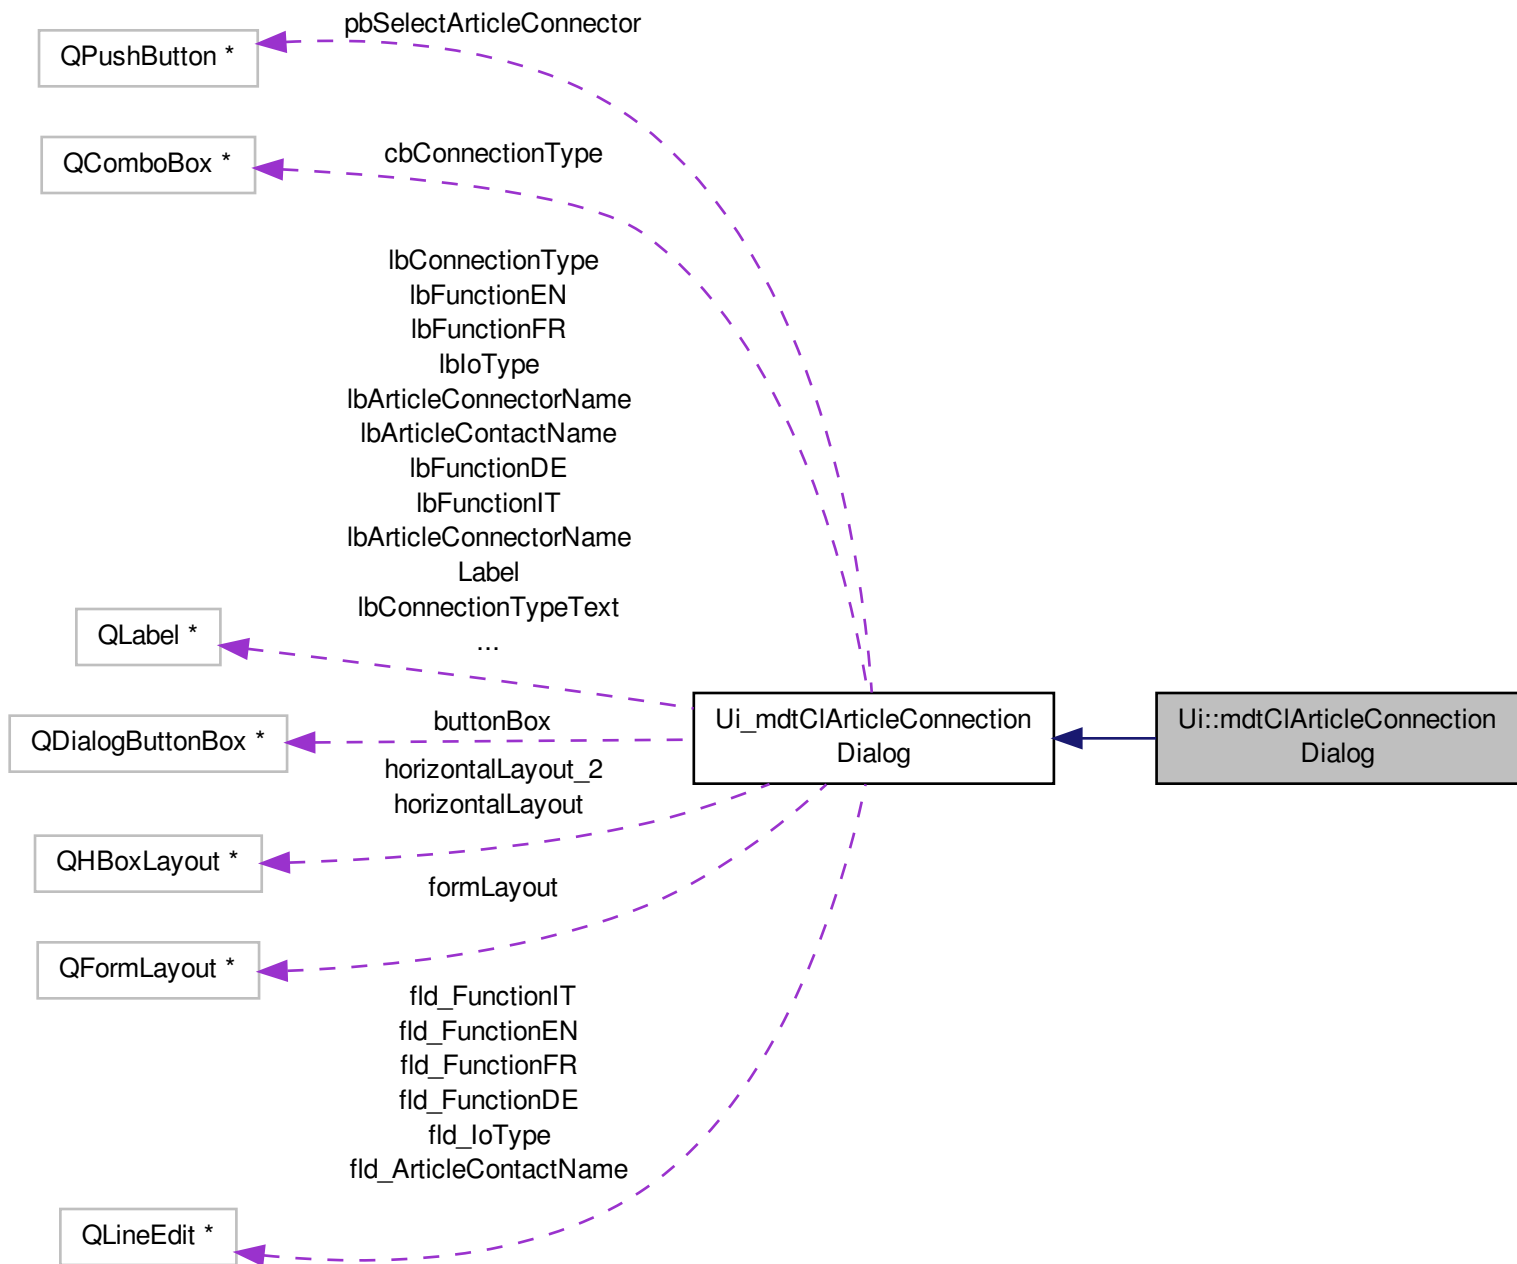 pbSelectArticleConnector
QPushButton *
cbConnectionType
QComboBox *
lbConnectionType
lbFunctionEN
lbFunctionFR
lbIoType
lbArticleConnectorName
lbArticleContactName
lbFunctionDE
lbFunctionIT
lbArticleConnectorName
Label
lbConnectionTypeText
...
QLabel *
buttonBox
QDialogButtonBox *
Ui_mdtClArticleConnection
Dialog
Ui::mdtClArticleConnection
Dialog
horizontalLayout_2
horizontalLayout
QHBoxLayout *
formLayout
QFormLayout *
fld_FunctionIT
fld_FunctionEN
fld_FunctionFR
fld_FunctionDE
fld_IoType
fld_ArticleContactName
QLineEdit *